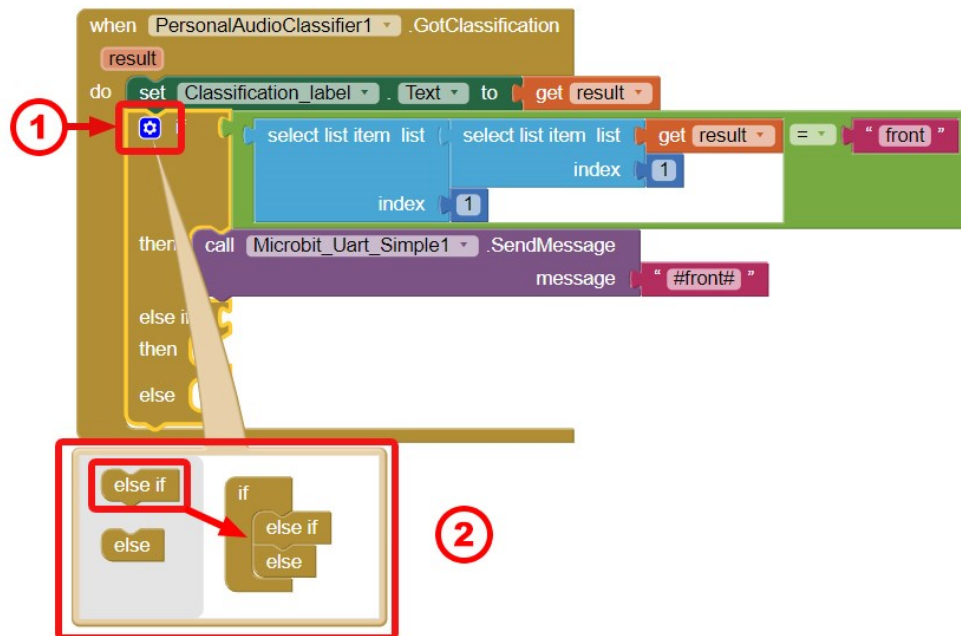 when PersonalAudioClassifier1 .GotClassification
result
do set Classification_label . Text to get result
1
if select list item list select list item list get result = " front "
index 1
index 1
then call Microbit_Uart_Simple1 .SendMessage
message " #front# "
else if
then
else
else if
else
if
else if
else
2